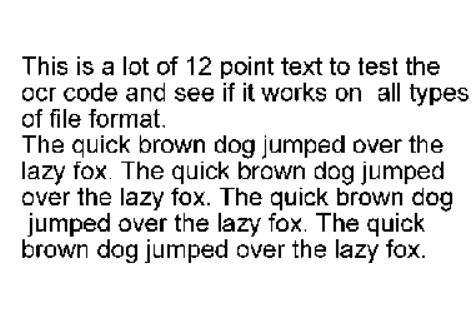 This is a lot of 12 point text to test the
ocr code and see if it works on  all types
of file format.
The quick brown dog jumped over the
lazy fox. The quick brown dog jumped
over the lazy fox. The quick brown dog
jumped over the lazy fox. The quick
brown dog jumped over the lazy fox.